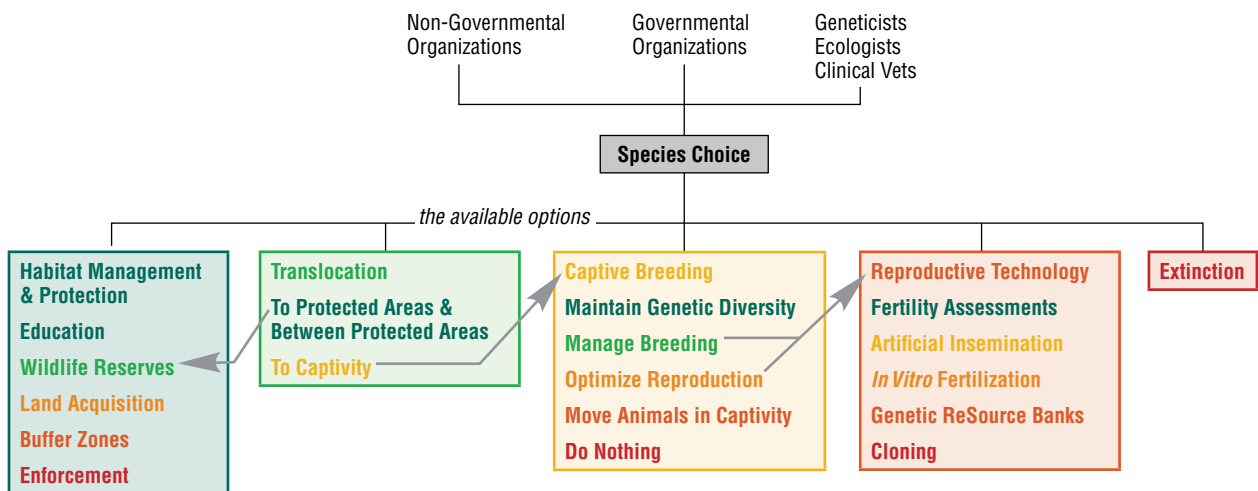 Non-Governmental
Organizations
Governmental
Organizations
Geneticists
Ecologists
Clinical Vets
Species Choice
the available options
Habitat Management
& Protection
Education
Wildlife Reserves
Land Acquisition
Buffer Zones
Enforcement
Translocation
To Protected Areas &
Between Protected Areas
To Captivity
Captive Breeding
Maintain Genetic Diversity
Manage Breeding
Optimize Reproduction
Move Animals in Captivity
Do Nothing
Reproductive Technology
Fertility Assessments
Artificial Insemination
In Vitro Fertilization
Genetic ReSource Banks
Cloning
Extinction